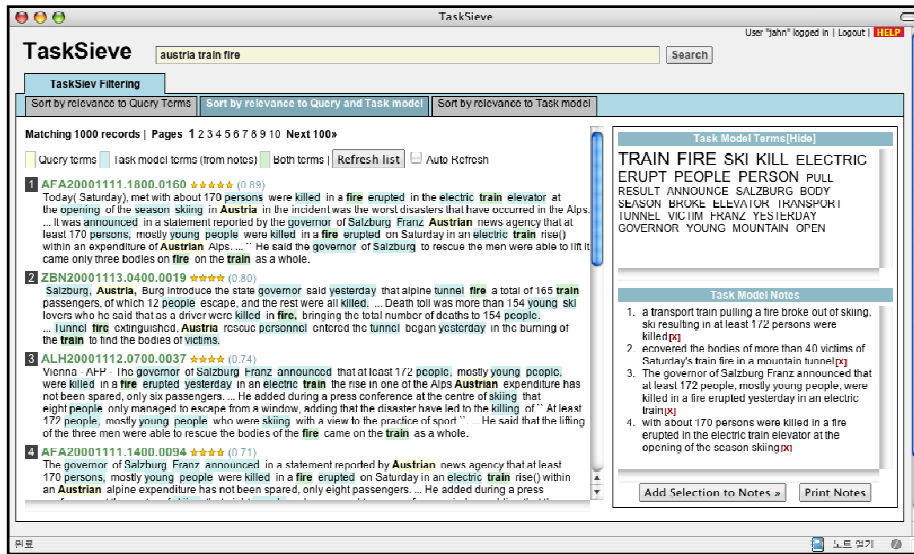 TaskSieve
User "jahn" logged in | Logout | HELP
TaskSieve
austria train fire
Search
TaskSiev Filtering
Sort by relevance to Query Terms
Sort by relevance to Query and Task model
Sort by relevance to Task model
Matching 1000 records | Pages 1 2 3 4 5 6 7 8 9 10 Next 100»
Query terms Task model terms (from notes) Both terms | Refresh list Auto Refresh
1 AFA20001111.1800.0160 ★★★★★ (0.89)
Today( Saturday), met with about 170 persons were killed in a fire erupted in the electric train elevator at
the opening of the season skiing in Austria in the incident was the worst disasters that have occurred in the Alps.
... It was announced in a statement reported by the governor of Salzburg Franz Austrian news agency that at
least 170 persons, mostly young people were killed in a fire erupted on Saturday in an electric train rise()
within an expenditure of Austrian Alps. ... `` He said the governor of Salzburg to rescue the men were able to lift it
came only three bodies on fire on the train as a whole.
2 ZBN20001113.0400.0019 ★★★★ (0.80)
Salzburg, Austria, Burg introduce the state governor said yesterday that alpine tunnel fire a total of 165 train
passengers, of which 12 people escape, and the rest were all killed. ... Death toll was more than 154 young ski
lovers who he said that as a driver were killed in fire, bringing the total number of deaths to 154 people.
... Tunnel fire extinguished, Austria rescue personnel entered the tunnel began yesterday in the burning of
the train to find the bodies of victims.
3 ALH20001112.0700.0037 ★★★★ (0.74)
Vienna - AFP - The governor of Salzburg Franz announced that at least 172 people, mostly young people,
were killed in a fire erupted yesterday in an electric train the rise in one of the Alps Austrian expenditure has
not been spared, only six passengers. ... He added during a press conference at the centre of skiing that
eight people only managed to escape from a window, adding that the disaster have led to the killing of `` At least
172 people, mostly young people who were skiing with a view to the practice of sport ``. ... He said that the lifting
of the three men were able to rescue the bodies of the fire came on the train as a whole.
4 AFA20001111.1400.0094 ★★★★ (0.71)
The governor of Salzburg Franz announced in a statement reported by Austrian news agency that at least
170 persons, mostly young people were killed in a fire erupted on Saturday in an electric train rise() within
an Austrian alpine expenditure has not been spared, only eight passengers. ... He added during a press
Task Model Terms[Hide]
TRAIN FIRE SKI KILL ELECTRIC
ERUPT PEOPLE PERSON PULL
RESULT ANNOUNCE SALZBURG BODY
SEASON BROKE ELEVATOR TRANSPORT
TUNNEL VICTIM FRANZ YESTERDAY
GOVERNOR YOUNG MOUNTAIN OPEN
Task Model Notes
1. a transport train pulling a fire broke out of skiing,
ski resulting in at least 172 persons were
killed[X]
2. ecovered the bodies of more than 40 victims of
Saturday's train fire in a mountain tunnel[X]
3. The governor of Salzburg Franz announced that
at least 172 people, mostly young people, were
killed in a fire erupted yesterday in an electric
train[X]
4. with about 170 persons were killed in a fire
erupted in the electric train elevator at the
opening of the season skiing[X]
Add Selection to Notes » Print Notes
완료
노트 열기